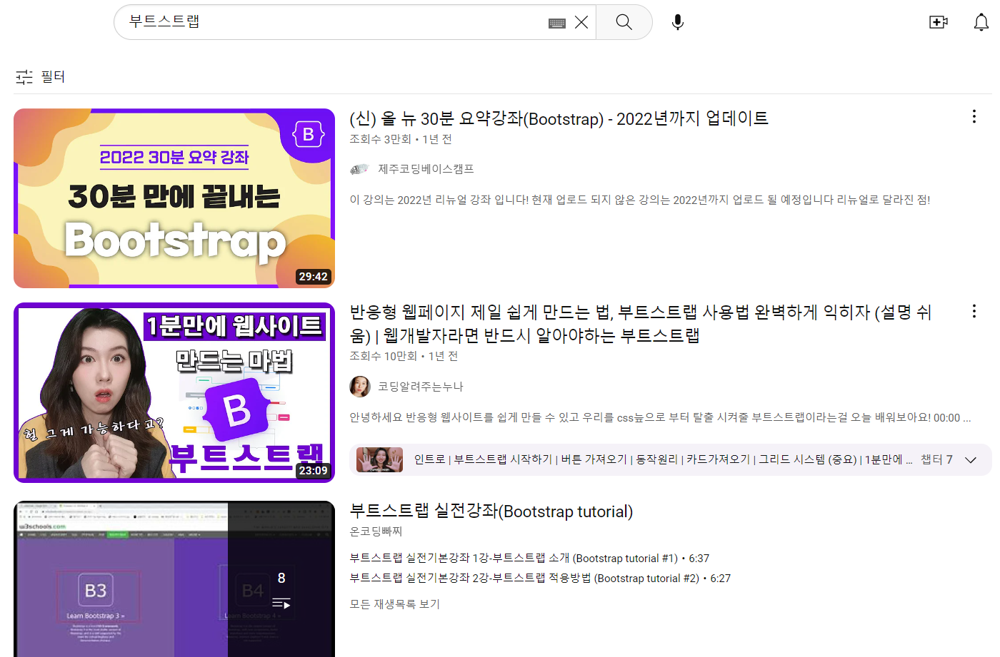 부트스트랩
필터
2022 30분 요약 강좌
30분 만에 끝내는
Bootstrap
B
29:42
(신) 올 뉴 30분 요약강좌(Bootstrap) - 2022년까지 업데이트
조회수 3만회 • 1년 전
제주코딩베이스캠프
이 강의는 2022년 리뉴얼 강좌 입니다! 현재 업로드 되지 않은 강의는 2022년까지 업로드 될 예정입니다 리뉴얼로 달라진 점!
1분만에 웹사이트
만드는 마법
B
헐 그게 가능하다고?
부트스트랩
23:09
반응형 웹페이지 제일 쉽게 만드는 법, 부트스트랩 사용법 완벽하게 익히자 (설명 쉬
움) | 웹개발자라면 반드시 알아야하는 부트스트랩
조회수 10만회 • 1년 전
코딩알려주는누나
안녕하세요 반응형 웹사이트를 쉽게 만들 수 있고 우리를 css늪으로 부터 탈출 시켜줄 부트스트랩이라는걸 오늘 배워보아요! 00:00 ...
인트로 | 부트스트랩 시작하기 | 버튼 가져오기 | 동작원리 | 카드가져오기 | 그리드 시스템 (중요) | 1분만에 ... 챕터 7
w3schools.com
B3
Learn Bootstrap 3 »
B4
Learn Bootstrap 4 »
8
부트스트랩 실전강좌(Bootstrap tutorial)
온코딩빠찌
부트스트랩 실전기본강좌 1강-부트스트랩 소개 (Bootstrap tutorial #1) • 6:37
부트스트랩 실전기본강좌 2강-부트스트랩 적용방법 (Bootstrap tutorial #2) • 6:27
모든 재생목록 보기